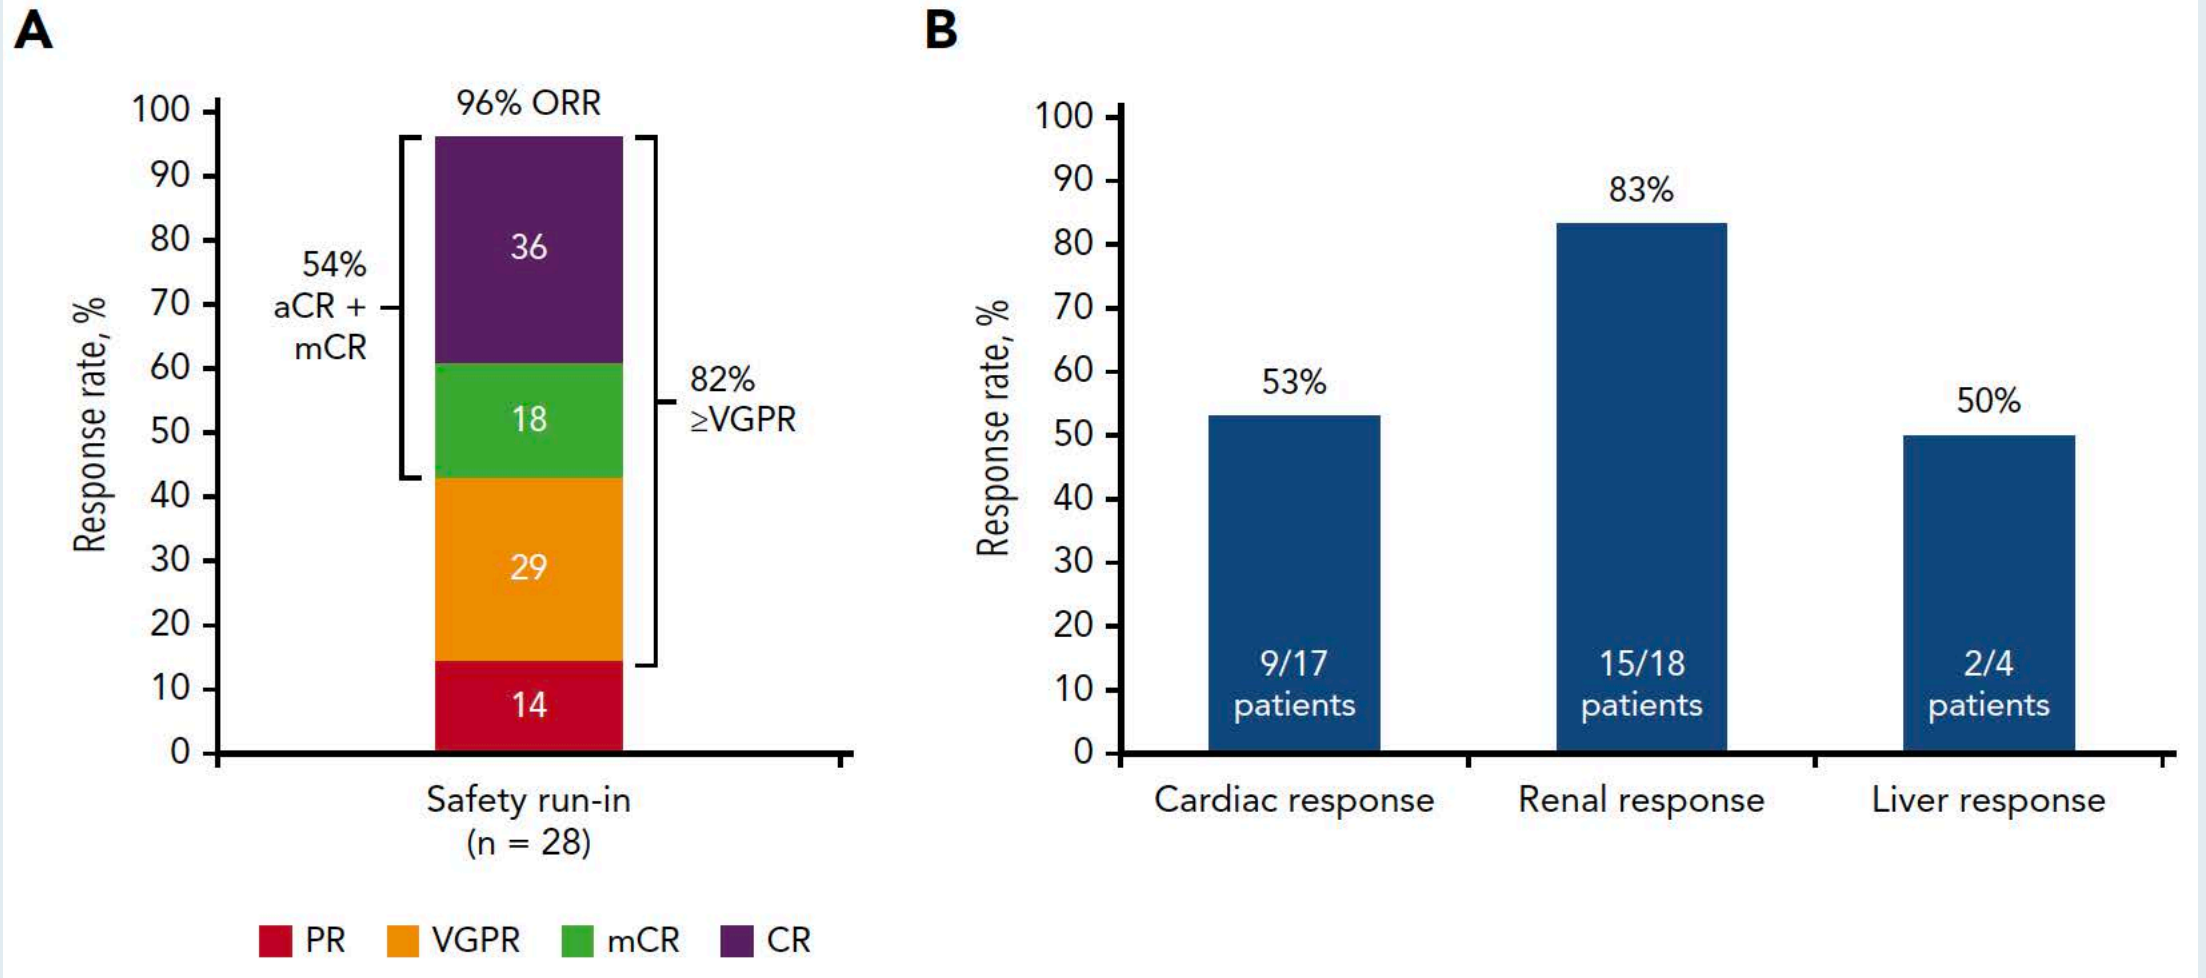 A
96% ORR
100
90
80
70
60
50
40
30
20
10
0
Response rate, %
54%
aCR +
mCR
36
18
29
14
82%
≥VGPR
Safety run-in
(n = 28)
PR
VGPR
mCR
CR
B
100
90
80
70
60
50
40
30
20
10
0
Response rate, %
53%
9/17
patients
83%
15/18
patients
50%
2/4
patients
Cardiac response
Renal response
Liver response